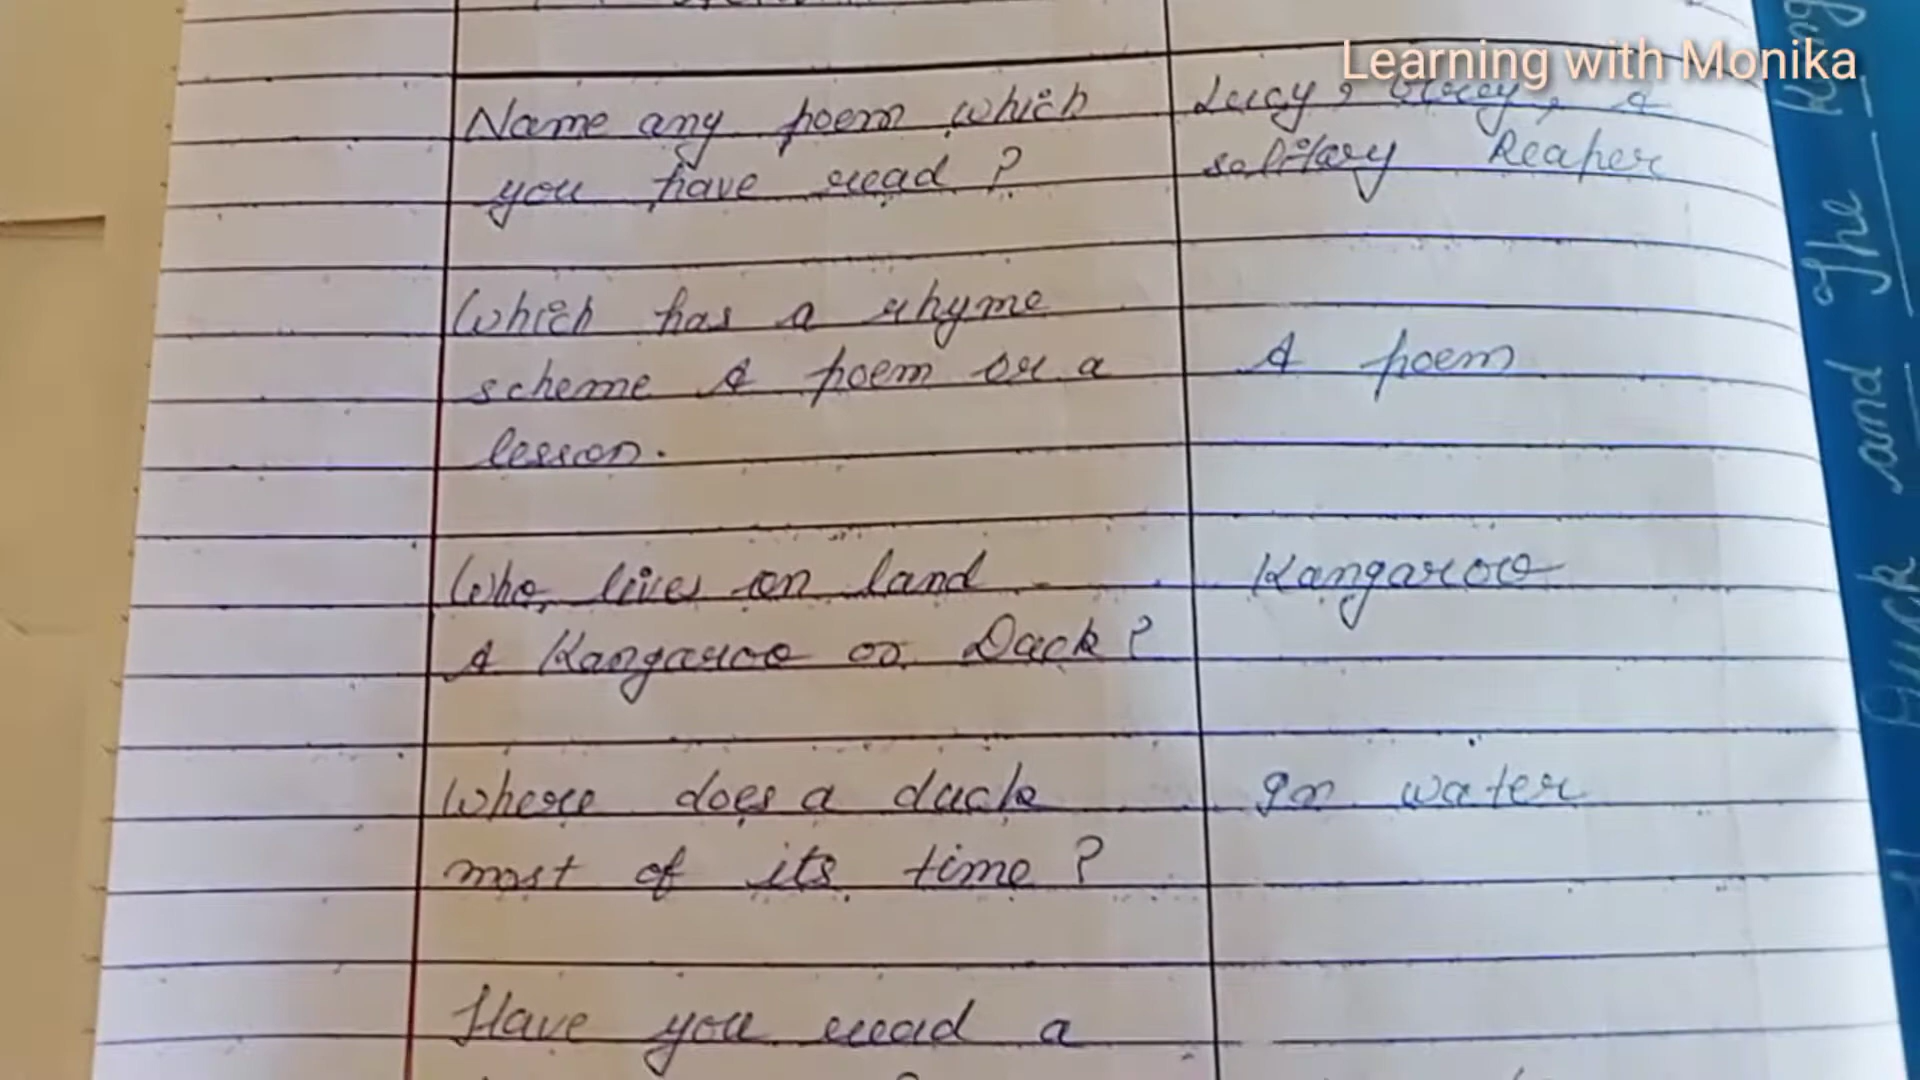 Learning with Monika
Name any poem which
you have read ?
Lucy, A
solitary Reaper
Which has a rhyme
scheme A poem or a
lesson.
A poem
Who lives on land
A Kangaroo or Duck ?
Kangaroo
Where does a duck
most of its time ?
In water
Have you read a
Duck and The Kang